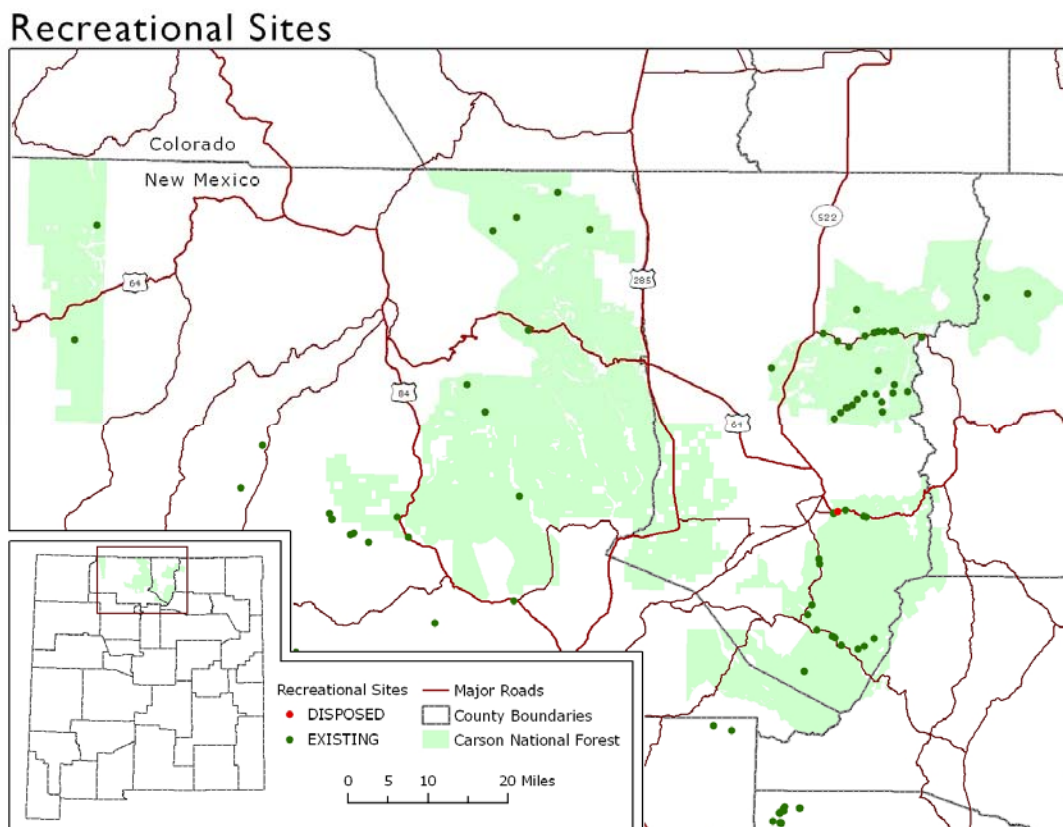 Recreational Sites
Colorado
New Mexico
522
64
285
84
64
Recreational Sites
DISPOSED
EXISTING
Major Roads
County Boundaries
Carson National Forest
0 5 10 20 Miles